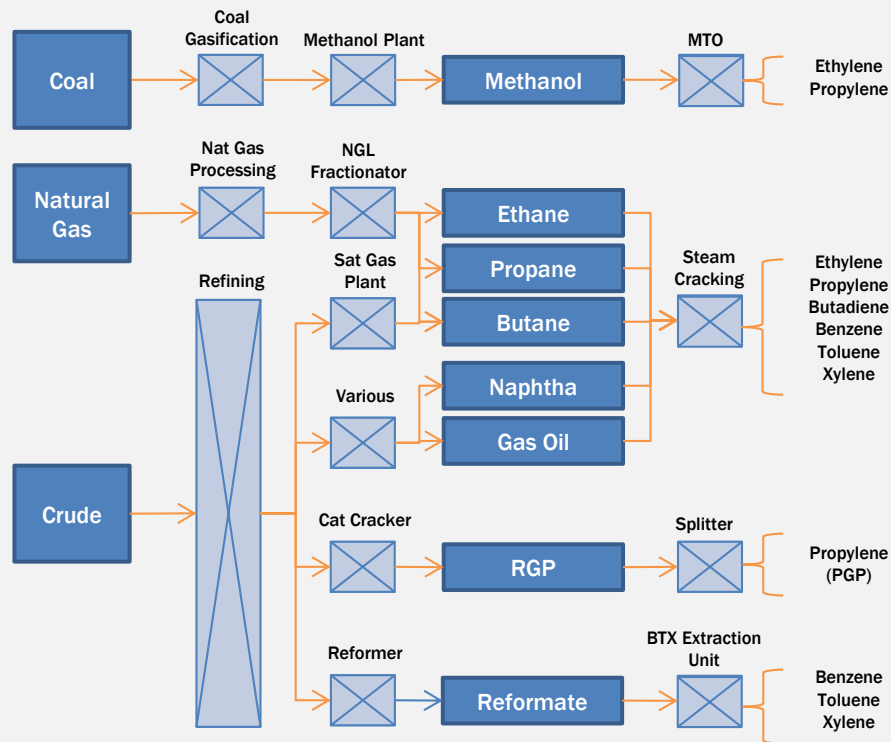 Coal
Gasification
Methanol Plant
MTO
Coal
Methanol
Ethylene
Propylene
Nat Gas
Processing
NGL
Fractionator
Natural
Gas
Ethane
Propane
Butane
Naphtha
Gas Oil
Refining
Sat Gas
Plant
Various
Steam
Cracking
Ethylene
Propylene
Butadiene
Benzene
Toluene
Xylene
Crude
Cat Cracker
RGP
Splitter
Propylene
(PGP)
Reformer
Reformate
BTX Extraction
Unit
Benzene
Toluene
Xylene